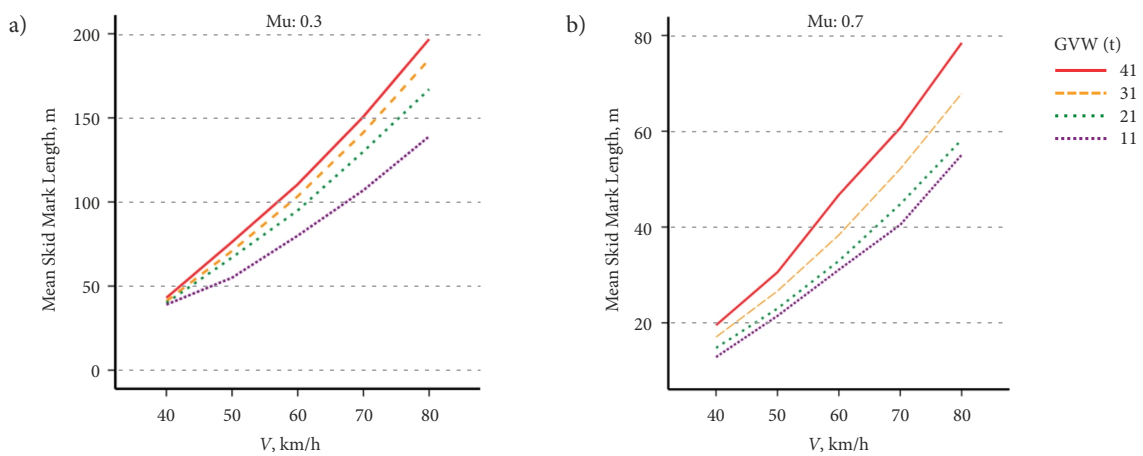 a)
Mu: 0.3
Mean Skid Mark Length, m
200
150
100
50
0
40 50 60 70 80
V, km/h
b)
Mu: 0.7
Mean Skid Mark Length, m
80
60
40
20
40 50 60 70 80
V, km/h
GVW (t)
41
31
21
11